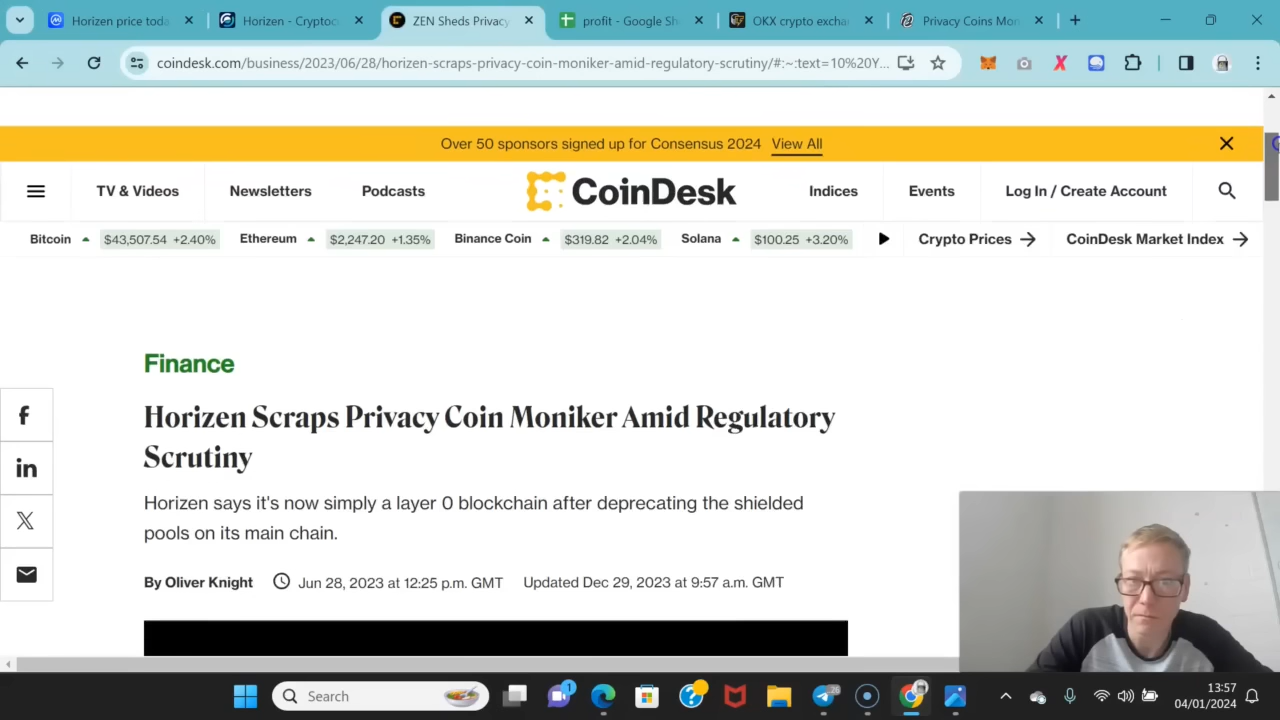 Horizen price toda
Horizen - Cryptoc
ZEN Sheds Privacy
profit - Google Sh
OKX crypto excha
Privacy Coins Mon
coindesk.com/business/2023/06/28/horizen-scraps-privacy-coin-moniker-amid-regulatory-scrutiny/#:~:text=10%20Y...
Over 50 sponsors signed up for Consensus 2024 View All
TV & Videos Newsletters Podcasts CoinDesk Indices Events Log In / Create Account
Bitcoin $43,507.54 +2.40% Ethereum $2,247.20 +1.35% Binance Coin $319.82 +2.04% Solana $100.25 +3.20% Crypto Prices → CoinDesk Market Index →
Finance
Horizen Scraps Privacy Coin Moniker Amid Regulatory
Scrutiny
Horizen says it's now simply a layer 0 blockchain after deprecating the shielded
pools on its main chain.
By Oliver Knight Jun 28, 2023 at 12:25 p.m. GMT Updated Dec 29, 2023 at 9:57 a.m. GMT
f
in
X
Search
1
26
13:57
04/01/2024